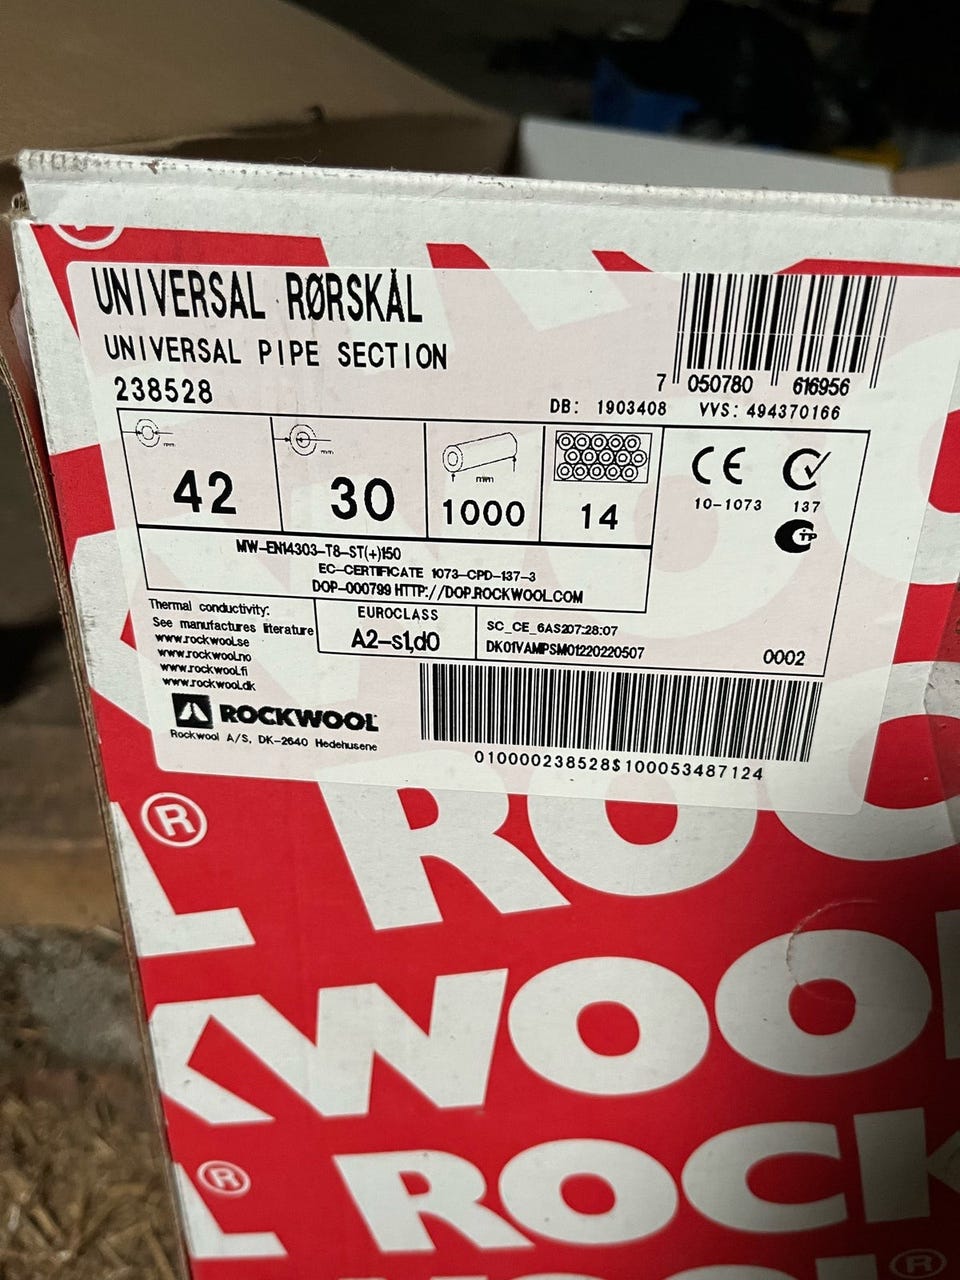 UNIVERSAL RØRSKÅL
UNIVERSAL PIPE SECTION
238528
7 050780 616956
DB: 1903408 VVS: 494370166
mm
42
mm
30
mm
1000
14
CE
10-1073
137
MW-EN14303-T8-ST(+)150
EC-CERTIFICATE 1073-CPD-137-3
DOP-000799 HTTP://DOP.ROCKWOOL.COM
Thermal conductivity:
See manufactures literature
www.rockwool.se
www.rockwool.no
www.rockwool.fi
www.rockwool.dk
EUROCLASS
A2-s1,d0
SC_CE_6AS207:28:07
DK01VAMPSM01220220507
0002
ROCKWOOL
Rockwool A/S, DK-2640 Hedehusene
010000238528$100053487124
L® ROC
KWOOL
L® ROCK
®